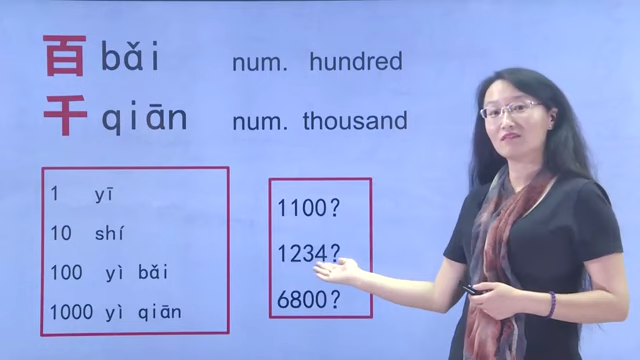 百 bǎi num. hundred
千 qiān num. thousand
1 yī
10 shí
100 yì bǎi
1000 yì qiān
1100?
1234?
6800?